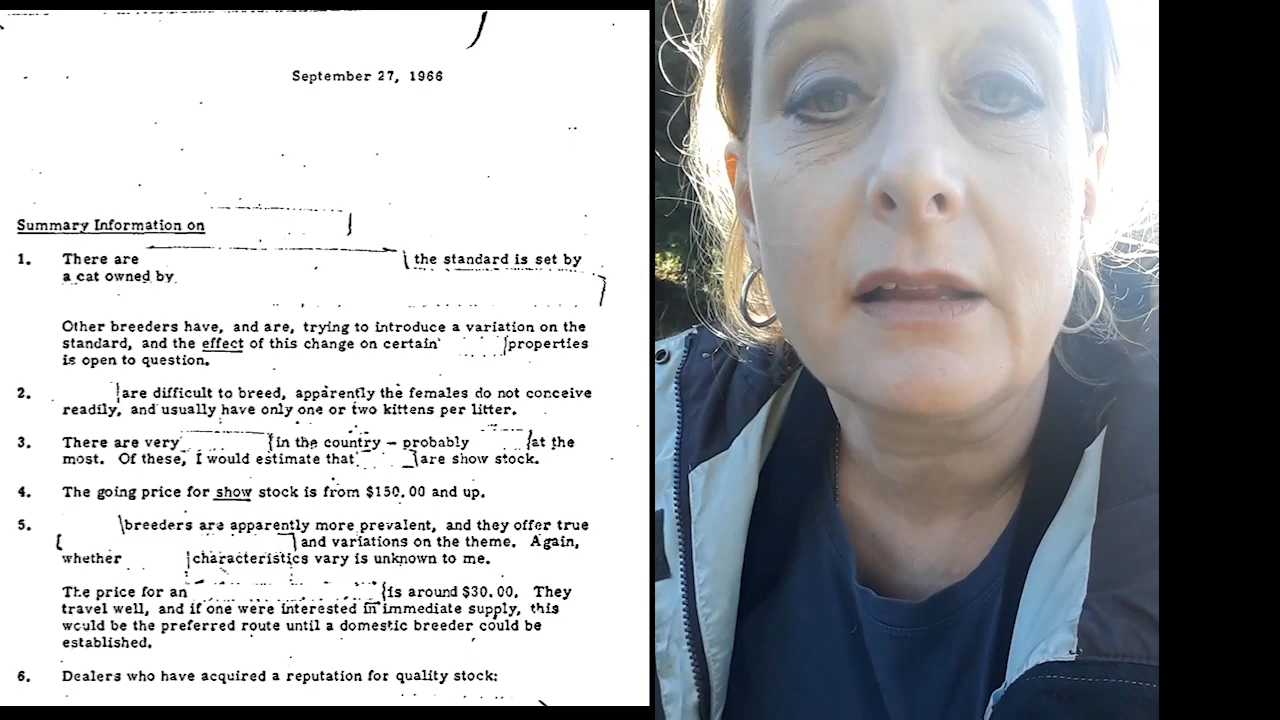 September 27, 1966
Summary Information on
1. There are the standard is set by
a cat owned by
Other breeders have, and are, trying to introduce a variation on the
standard, and the effect of this change on certain properties
is open to question.
2. are difficult to breed, apparently the females do not conceive
readily, and usually have only one or two kittens per litter.
3. There are very in the country - probably at the
most. Of these, I would estimate that are show stock.
4. The going price for show stock is from $150.00 and up.
5. breeders are apparently more prevalent, and they offer true
and variations on the theme. Again,
whether characteristics vary is unknown to me.
The price for an is around $30.00. They
travel well, and if one were interested in immediate supply, this
would be the preferred route until a domestic breeder could be
established.
6. Dealers who have acquired a reputation for quality stock: